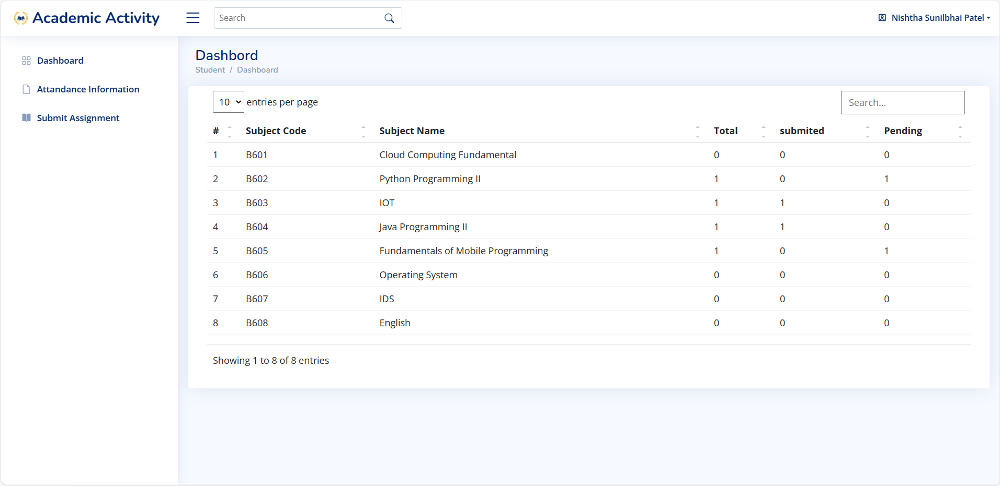 Academic Activity
Search
Nishtha Sunilbhai Patel
Dashboard
Attandance Information
Submit Assignment
Dashbord
Student / Dashboard
10 entries per page
Search...
# Subject Code Subject Name Total submited Pending
1 B601 Cloud Computing Fundamental 0 0 0
2 B602 Python Programming II 1 0 1
3 B603 IOT 1 1 0
4 B604 Java Programming II 1 1 0
5 B605 Fundamentals of Mobile Programming 1 0 1
6 B606 Operating System 0 0 0
7 B607 IDS 0 0 0
8 B608 English 0 0 0
Showing 1 to 8 of 8 entries